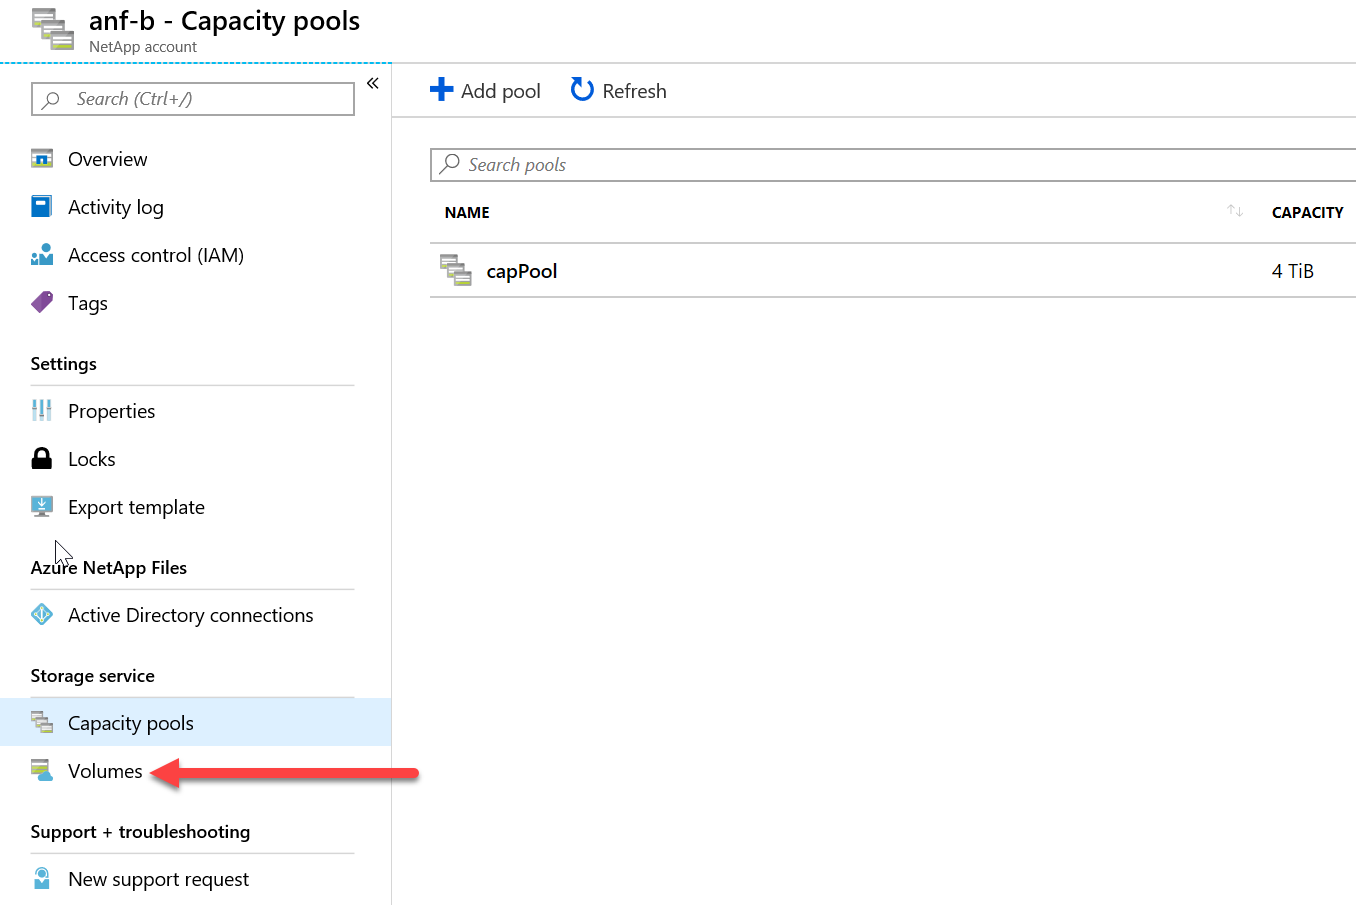 anf-b - Capacity pools
NetApp account
Search (Ctrl+/)
«
Overview
Activity log
Access control (IAM)
Tags
Settings
Properties
Locks
Export template
Azure NetApp Files
Active Directory connections
Storage service
Capacity pools
Volumes
Support + troubleshooting
New support request
Add pool Refresh
Search pools
NAME CAPACITY
capPool 4 TiB